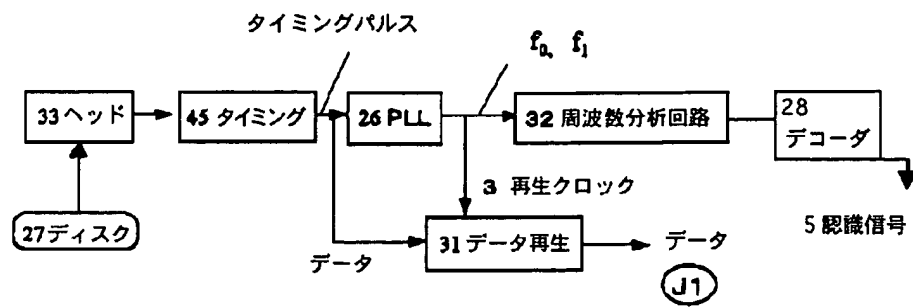 タイミングパルス
f₀、f₁
33ヘッド
45 タイミング
26 PLL
32 周波数分析回路
28
デコーダ
3 再生クロック
27ディスク
データ
31データ再生
データ
5認識信号
J1